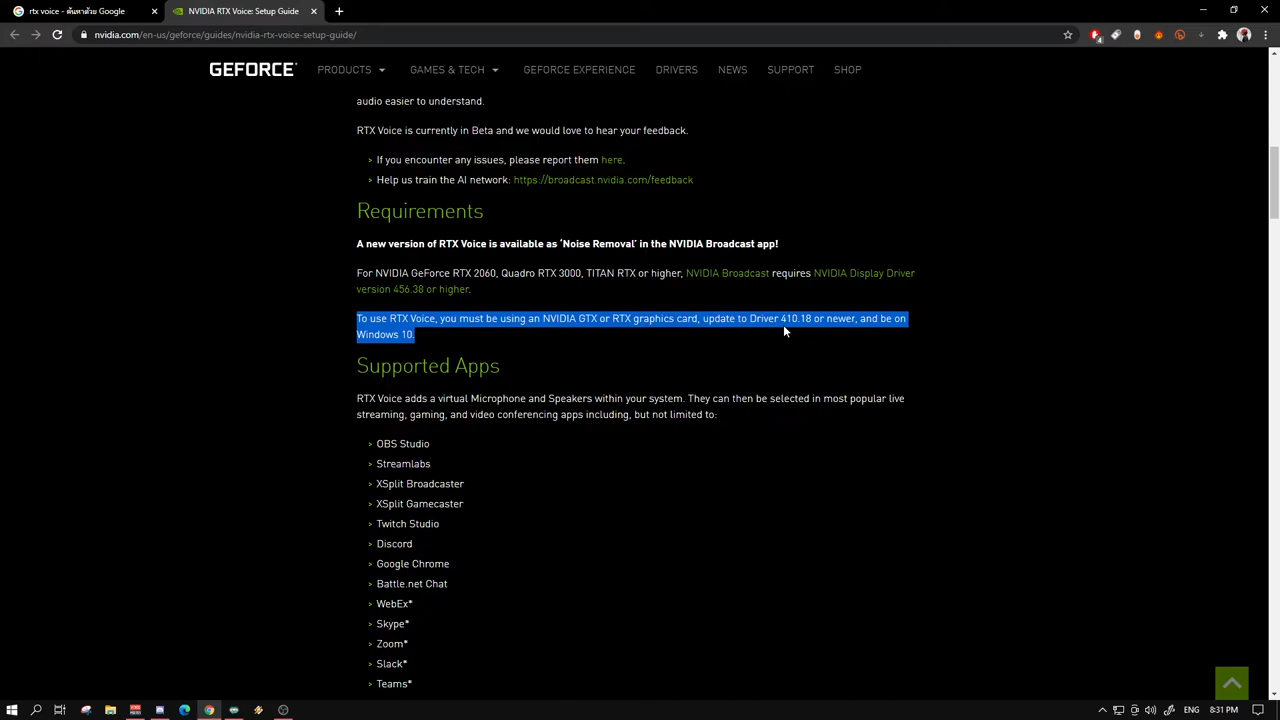 rtx voice - ค้นหาด้วย Google
NVIDIA RTX Voice: Setup Guide
nvidia.com/en-us/geforce/guides/nvidia-rtx-voice-setup-guide/
GEFORCE
PRODUCTS
GAMES & TECH
GEFORCE EXPERIENCE
DRIVERS
NEWS
SUPPORT
SHOP
audio easier to understand.
RTX Voice is currently in Beta and we would love to hear your feedback.
> If you encounter any issues, please report them here.
> Help us train the AI network: https://broadcast.nvidia.com/feedback
Requirements
A new version of RTX Voice is available as 'Noise Removal' in the NVIDIA Broadcast app!
For NVIDIA GeForce RTX 2060, Quadro RTX 3000, TITAN RTX or higher, NVIDIA Broadcast requires NVIDIA Display Driver
version 456.38 or higher.
To use RTX Voice, you must be using an NVIDIA GTX or RTX graphics card, update to Driver 410.18 or newer, and be on
Windows 10.
Supported Apps
RTX Voice adds a virtual Microphone and Speakers within your system. They can then be selected in most popular live
streaming, gaming, and video conferencing apps including, but not limited to:
> OBS Studio
> Streamlabs
> XSplit Broadcaster
> XSplit Gamecaster
> Twitch Studio
> Discord
> Google Chrome
> Battle.net Chat
> WebEx*
> Skype*
> Zoom*
> Slack*
> Teams*
ENG
8:31 PM